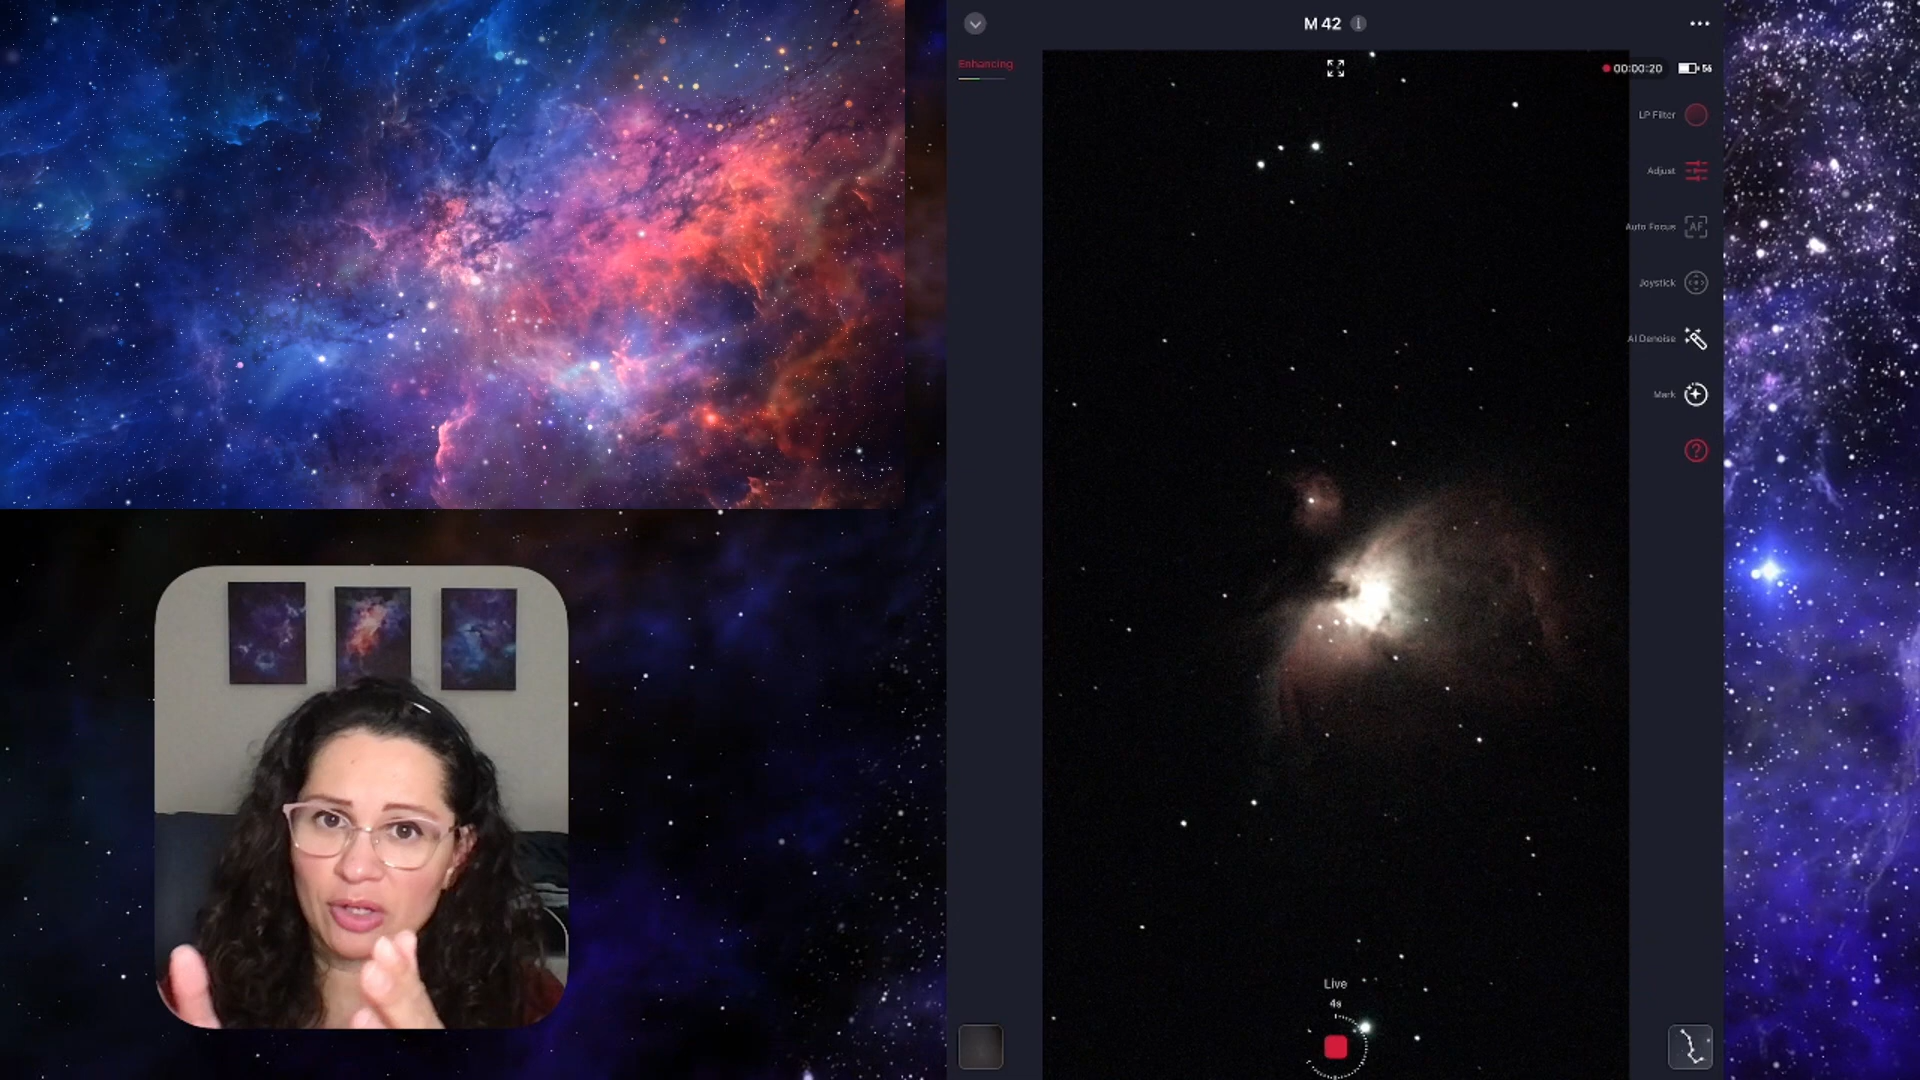 M 42
Enhancing
00:00:20
56
LP Filter
Adjust
Auto Focus
AF
Joystick
AI Denoise
Mark
?
Live
4s